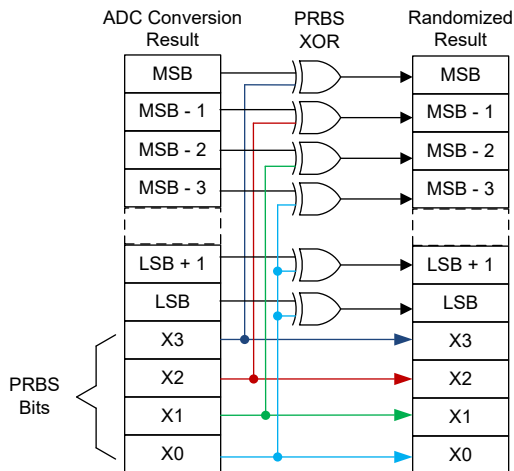 ADC Conversion
Result
PRBS
XOR
Randomized
Result
MSB
MSB
MSB - 1
MSB - 1
MSB - 2
MSB - 2
MSB - 3
MSB - 3
LSB + 1
LSB + 1
LSB
LSB
X3
X3
PRBS
Bits
X2
X2
X1
X1
X0
X0